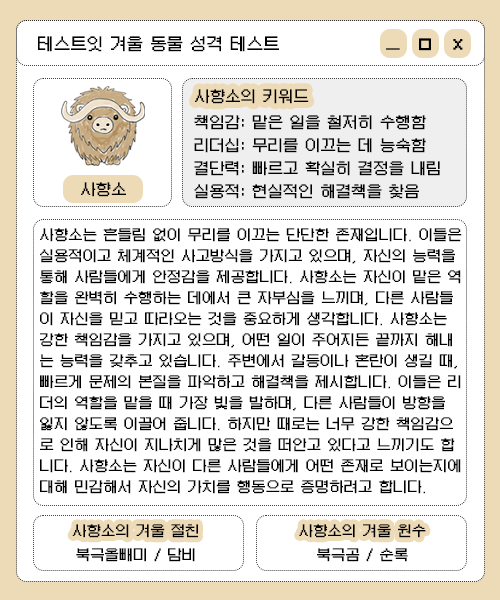 테스트잇 겨울 동물 성격 테스트
사향소
사향소의 키워드
책임감: 맡은 일을 철저히 수행함
리더십: 무리를 이끄는 데 능숙함
결단력: 빠르고 확실히 결정을 내림
실용적: 현실적인 해결책을 찾음
사향소는 흔들림 없이 무리를 이끄는 단단한 존재입니다. 이들은
실용적이고 체계적인 사고방식을 가지고 있으며, 자신의 능력을
통해 사람들에게 안정감을 제공합니다. 사향소는 자신이 맡은 역
할을 완벽히 수행하는 데에서 큰 자부심을 느끼며, 다른 사람들
이 자신을 믿고 따라오는 것을 중요하게 생각합니다. 사향소는
강한 책임감을 가지고 있으며, 어떤 일이 주어지든 끝까지 해내
는 능력을 갖추고 있습니다. 주변에서 갈등이나 혼란이 생길 때,
빠르게 문제의 본질을 파악하고 해결책을 제시합니다. 이들은 리
더의 역할을 맡을 때 가장 빛을 발하며, 다른 사람들이 방향을
잃지 않도록 이끌어 줍니다. 하지만 때로는 너무 강한 책임감으
로 인해 자신이 지나치게 많은 것을 떠안고 있다고 느끼기도 합
니다. 사향소는 자신이 다른 사람들에게 어떤 존재로 보이는지에
대해 민감해서 자신의 가치를 행동으로 증명하려고 합니다.
사향소의 겨울 절친
북극올빼미 / 담비
사향소의 겨울 원수
북극곰 / 순록